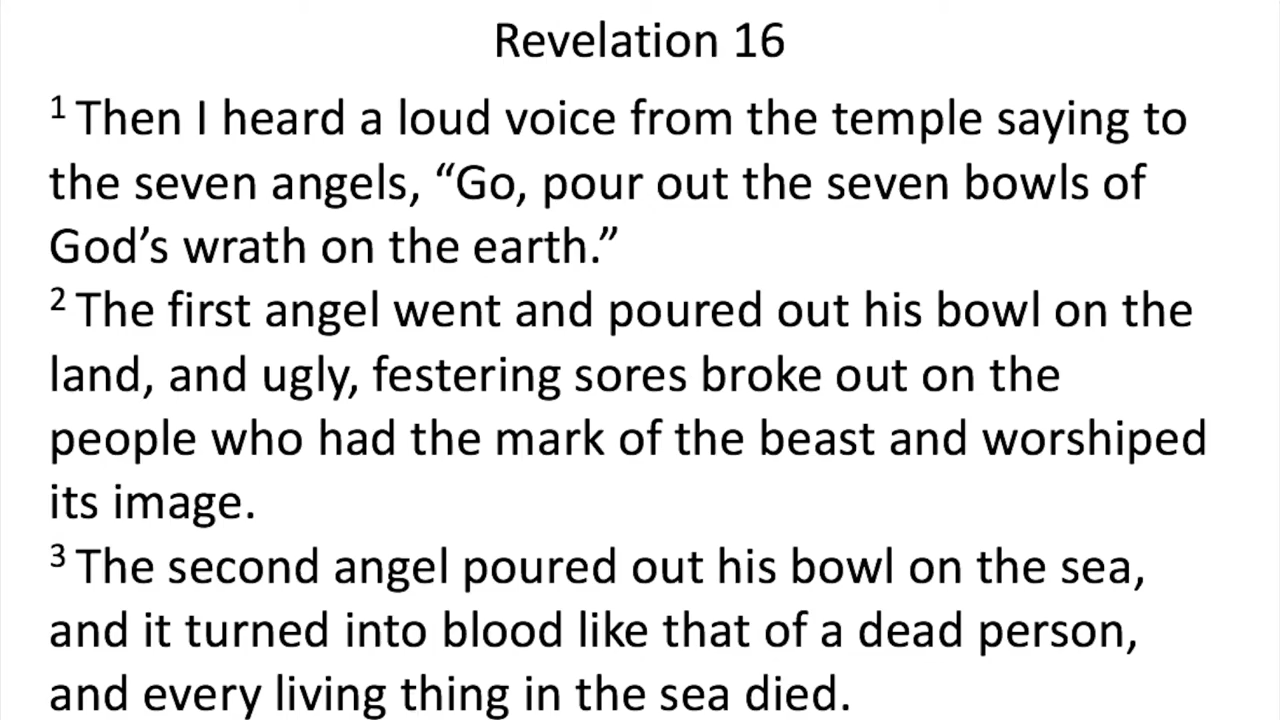 Revelation 16
1 Then I heard a loud voice from the temple saying to
the seven angels, “Go, pour out the seven bowls of
God’s wrath on the earth.”
2 The first angel went and poured out his bowl on the
land, and ugly, festering sores broke out on the
people who had the mark of the beast and worshiped
its image.
3 The second angel poured out his bowl on the sea,
and it turned into blood like that of a dead person,
and every living thing in the sea died.